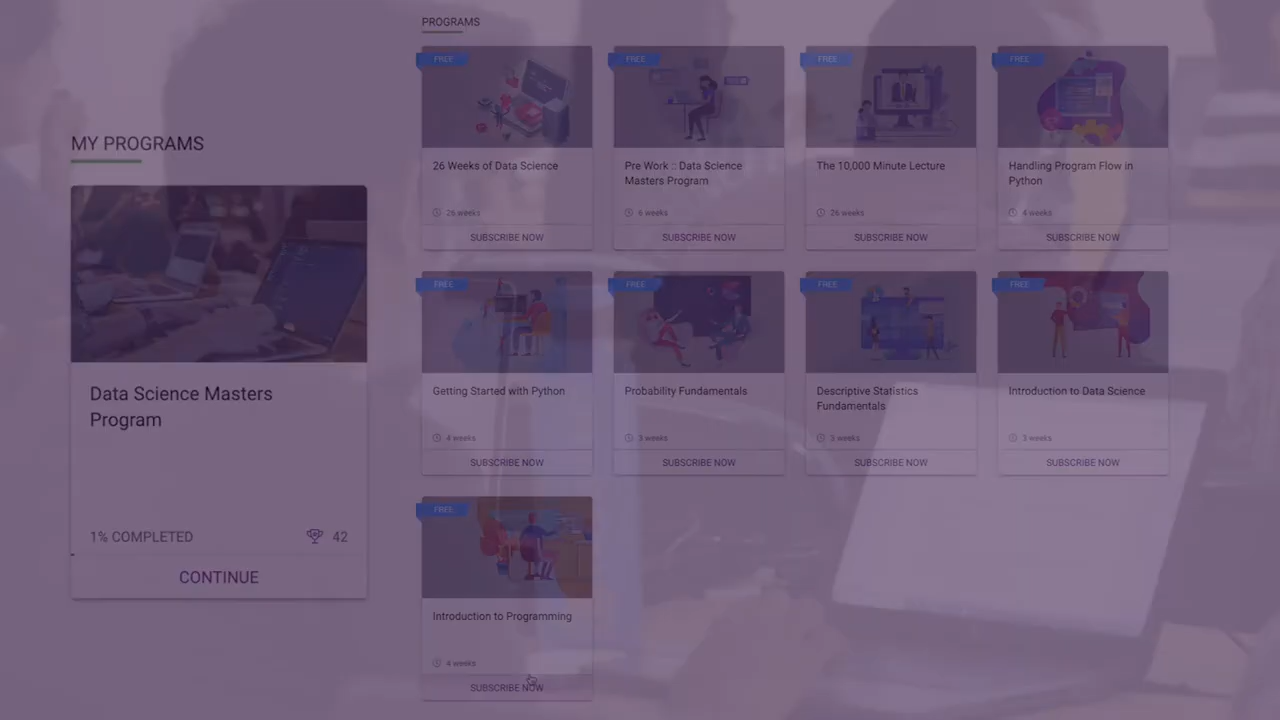 MY PROGRAMS
Data Science Masters
Program
1% COMPLETED
42
CONTINUE
PROGRAMS
FREE
26 Weeks of Data Science
26 weeks
SUBSCRIBE NOW
FREE
Pre Work :: Data Science
Masters Program
6 weeks
SUBSCRIBE NOW
FREE
The 10,000 Minute Lecture
26 weeks
SUBSCRIBE NOW
FREE
Handling Program Flow in
Python
4 weeks
SUBSCRIBE NOW
FREE
Getting Started with Python
4 weeks
SUBSCRIBE NOW
FREE
Probability Fundamentals
3 weeks
SUBSCRIBE NOW
FREE
Descriptive Statistics
Fundamentals
3 weeks
SUBSCRIBE NOW
FREE
Introduction to Data Science
3 weeks
SUBSCRIBE NOW
FREE
Introduction to Programming
4 weeks
SUBSCRIBE NOW